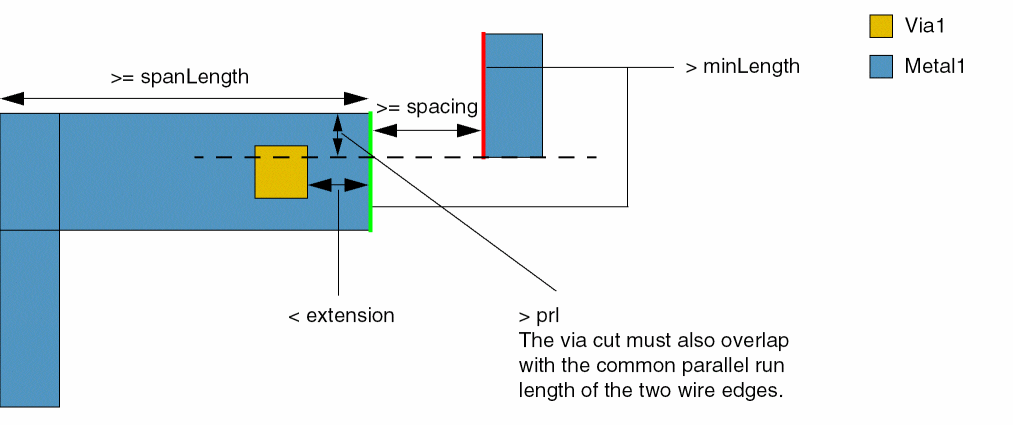 Via1
Metal1
>= spanLength
> minLength
>= spacing
< extension
> prl
The via cut must also overlap
with the common parallel run
length of the two wire edges.